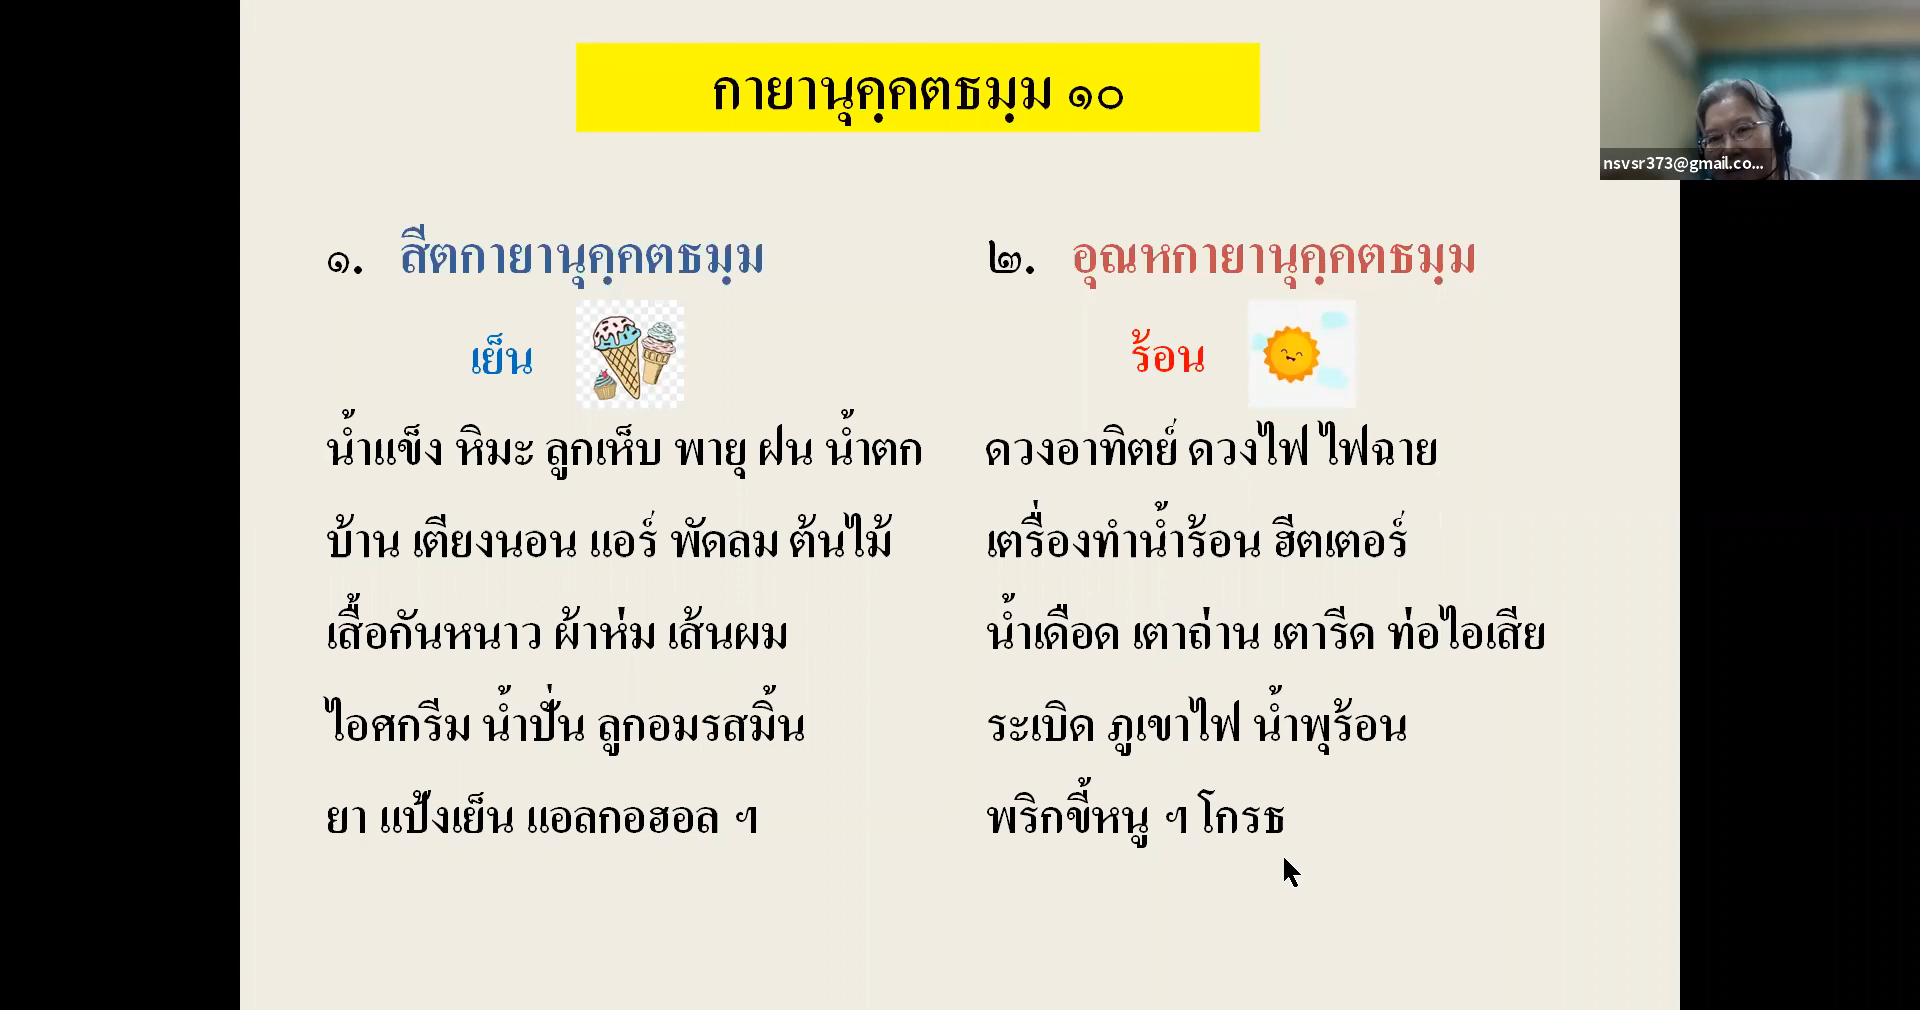 กายานุคฺคตธมฺม ๑๐
nsvsr373@gmail.co...
๑. สีตกายานุคฺคตธมฺม
เย็น
น้ำแข็ง หิมะ ลูกเห็บ พายุ ฝน น้ำตก
บ้าน เตียงนอน แอร์ พัดลม ต้นไม้
เสื้อกันหนาว ผ้าห่ม เส้นผม
ไอศกรีม น้ำปั่น ลูกอมรสมิ้น
ยา แป้งเย็น แอลกอฮอล ฯ
๒. อุณหกายานุคฺคตธมฺม
ร้อน
ดวงอาทิตย์ ดวงไฟ ไฟฉาย
เตรื่องทำน้ำร้อน ฮีตเตอร์
น้ำเดือด เตาถ่าน เตารีด ท่อไอเสีย
ระเบิด ภูเขาไฟ น้ำพุร้อน
พริกขี้หนู ฯ โกรธ